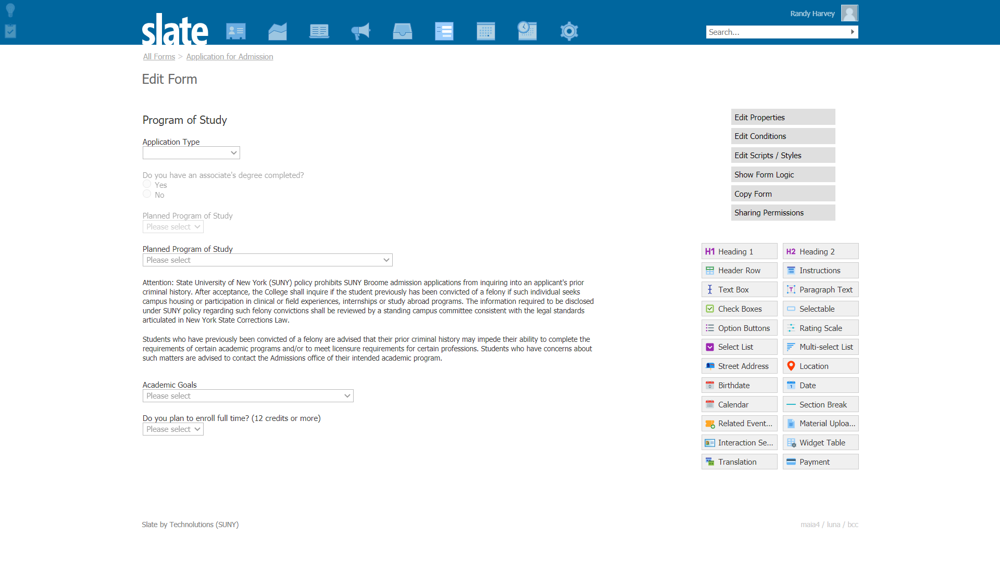 Randy Harvey
slate
Search...
All Forms > Application for Admission
Edit Form
Program of Study
Application Type
Do you have an associate's degree completed?
Yes
No
Planned Program of Study
Please select
Planned Program of Study
Please select
Attention: State University of New York (SUNY) policy prohibits SUNY Broome admission applications from inquiring into an applicant's prior
criminal history. After acceptance, the College shall inquire if the student previously has been convicted of a felony if such individual seeks
campus housing or participation in clinical or field experiences, internships or study abroad programs. The information required to be disclosed
under SUNY policy regarding such felony convictions shall be reviewed by a standing campus committee consistent with the legal standards
articulated in New York State Corrections Law.
Students who have previously been convicted of a felony are advised that their prior criminal history may impede their ability to complete the
requirements of certain academic programs and/or to meet licensure requirements for certain professions. Students who have concerns about
such matters are advised to contact the Admissions office of their intended academic program.
Academic Goals
Please select
Do you plan to enroll full time? (12 credits or more)
Please select
Edit Properties
Edit Conditions
Edit Scripts / Styles
Show Form Logic
Copy Form
Sharing Permissions
H1 Heading 1
H2 Heading 2
Header Row
Instructions
Text Box
T Paragraph Text
Check Boxes
Selectable
Option Buttons
Rating Scale
Select List
Multi-select List
Street Address
Location
Birthdate
1 Date
Calendar
Section Break
Related Event...
Material Uploa...
Interaction Se...
Widget Table
Translation
Payment
Slate by Technolutions (SUNY)
maia4 / luna / bcc